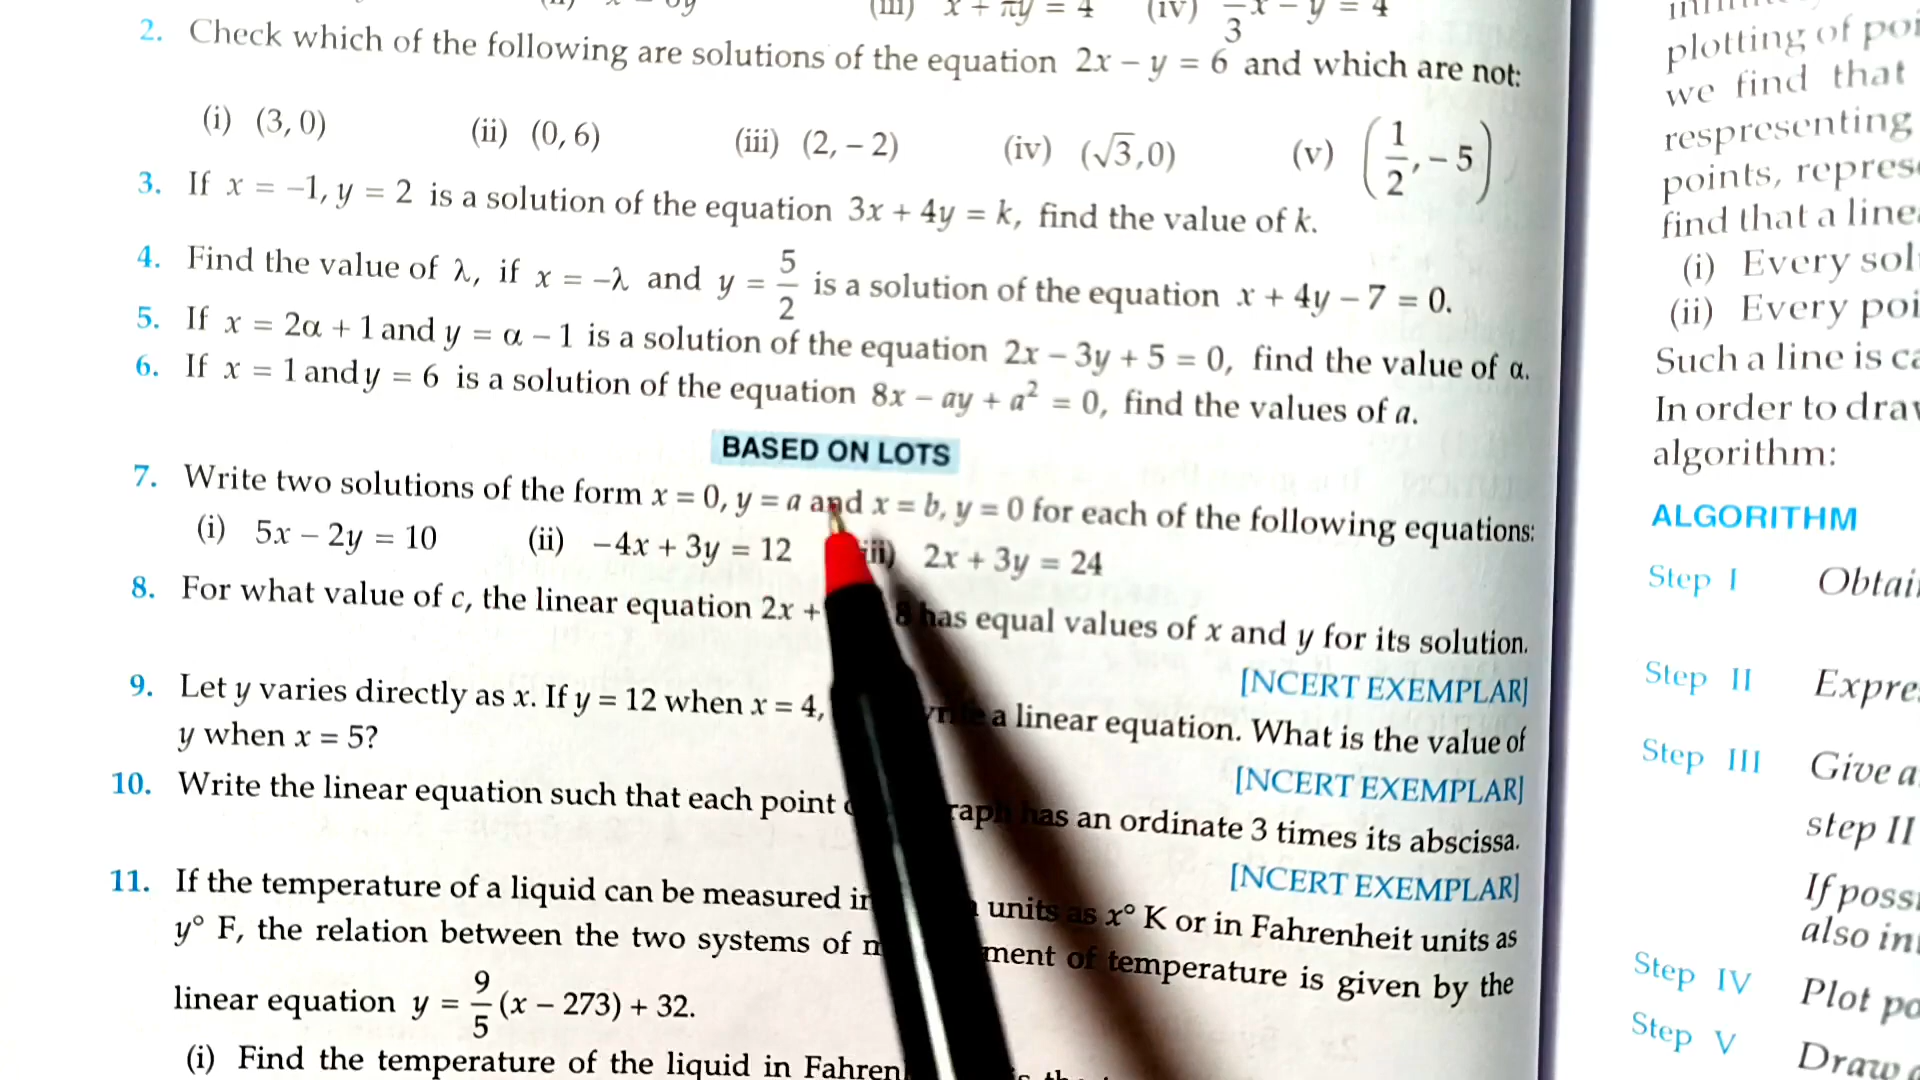 (iii) x + πy = 4 (iv) x – y = 4
3
2. Check which of the following are solutions of the equation 2x – y = 6 and which are not:
(i) (3, 0) (ii) (0, 6) (iii) (2, – 2) (iv) (√3, 0) (v) (1/2, – 5)
3. If x = –1, y = 2 is a solution of the equation 3x + 4y = k, find the value of k.
4. Find the value of λ, if x = –λ and y = 5/2 is a solution of the equation x + 4y – 7 = 0.
5. If x = 2α + 1 and y = α – 1 is a solution of the equation 2x – 3y + 5 = 0, find the value of α.
6. If x = 1 and y = 6 is a solution of the equation 8x – ay + a² = 0, find the values of a.
BASED ON LOTS
7. Write two solutions of the form x = 0, y = a and x = b, y = 0 for each of the following equations:
(i) 5x – 2y = 10 (ii) –4x + 3y = 12 (iii) 2x + 3y = 24
8. For what value of c, the linear equation 2x + 8 has equal values of x and y for its solution.
[NCERT EXEMPLAR]
9. Let y varies directly as x. If y = 12 when x = 4, a linear equation. What is the value of
y when x = 5?
[NCERT EXEMPLAR]
10. Write the linear equation such that each point has an ordinate 3 times its abscissa.
[NCERT EXEMPLAR]
11. If the temperature of a liquid can be measured in units as x° K or in Fahrenheit units as
y° F, the relation between the two systems of temperature is given by the
linear equation y = 9/5 (x – 273) + 32.
(i) Find the temperature of the liquid in
plotting of
we find that
respresenting
points,
find that a
(i) Every
(ii) Every
Such a line is
In order to
algorithm:
ALGORITHM
Step I
Step II
Step III Give
step II
If
also
Step IV Plot
Step V Draw